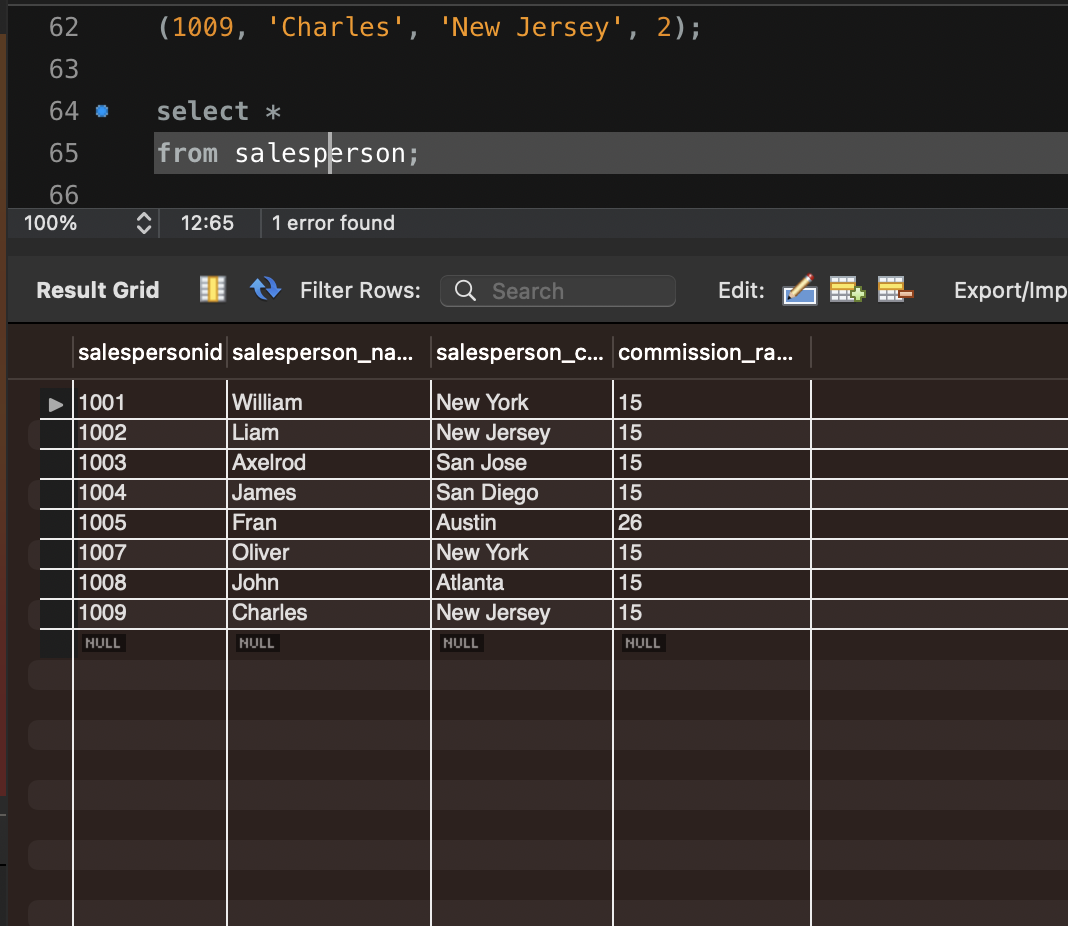 62 (1009, 'Charles', 'New Jersey', 2);
63
64 select *
65 from salesperson;
66
100% 12:65 1 error found
Result Grid Filter Rows: Search Edit: Export/Imp
salespersonid salesperson_na... salesperson_c... commission_ra...
1001 William New York 15
1002 Liam New Jersey 15
1003 Axelrod San Jose 15
1004 James San Diego 15
1005 Fran Austin 26
1007 Oliver New York 15
1008 John Atlanta 15
1009 Charles New Jersey 15
NULL NULL NULL NULL